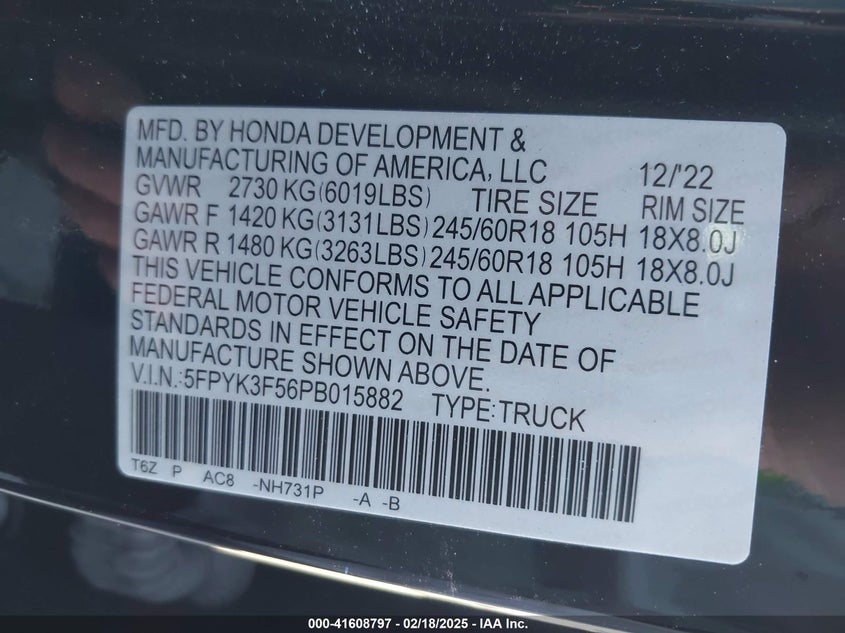 MFD. BY HONDA DEVELOPMENT &
MANUFACTURING OF AMERICA, LLC 12/'22
GVWR 2730 KG(6019LBS) TIRE SIZE RIM SIZE
GAWR F 1420 KG(3131LBS) 245/60R18 105H 18X8.0J
GAWR R 1480 KG(3263LBS) 245/60R18 105H 18X8.0J
THIS VEHICLE CONFORMS TO ALL APPLICABLE
FEDERAL MOTOR VEHICLE SAFETY
STANDARDS IN EFFECT ON THE DATE OF
MANUFACTURE SHOWN ABOVE.
V.I.N.:5FPYK3F56PB015882 TYPE:TRUCK
T6Z P AC8 -NH731P -A -B
000-41608797 - 02/18/2025 - IAA Inc.